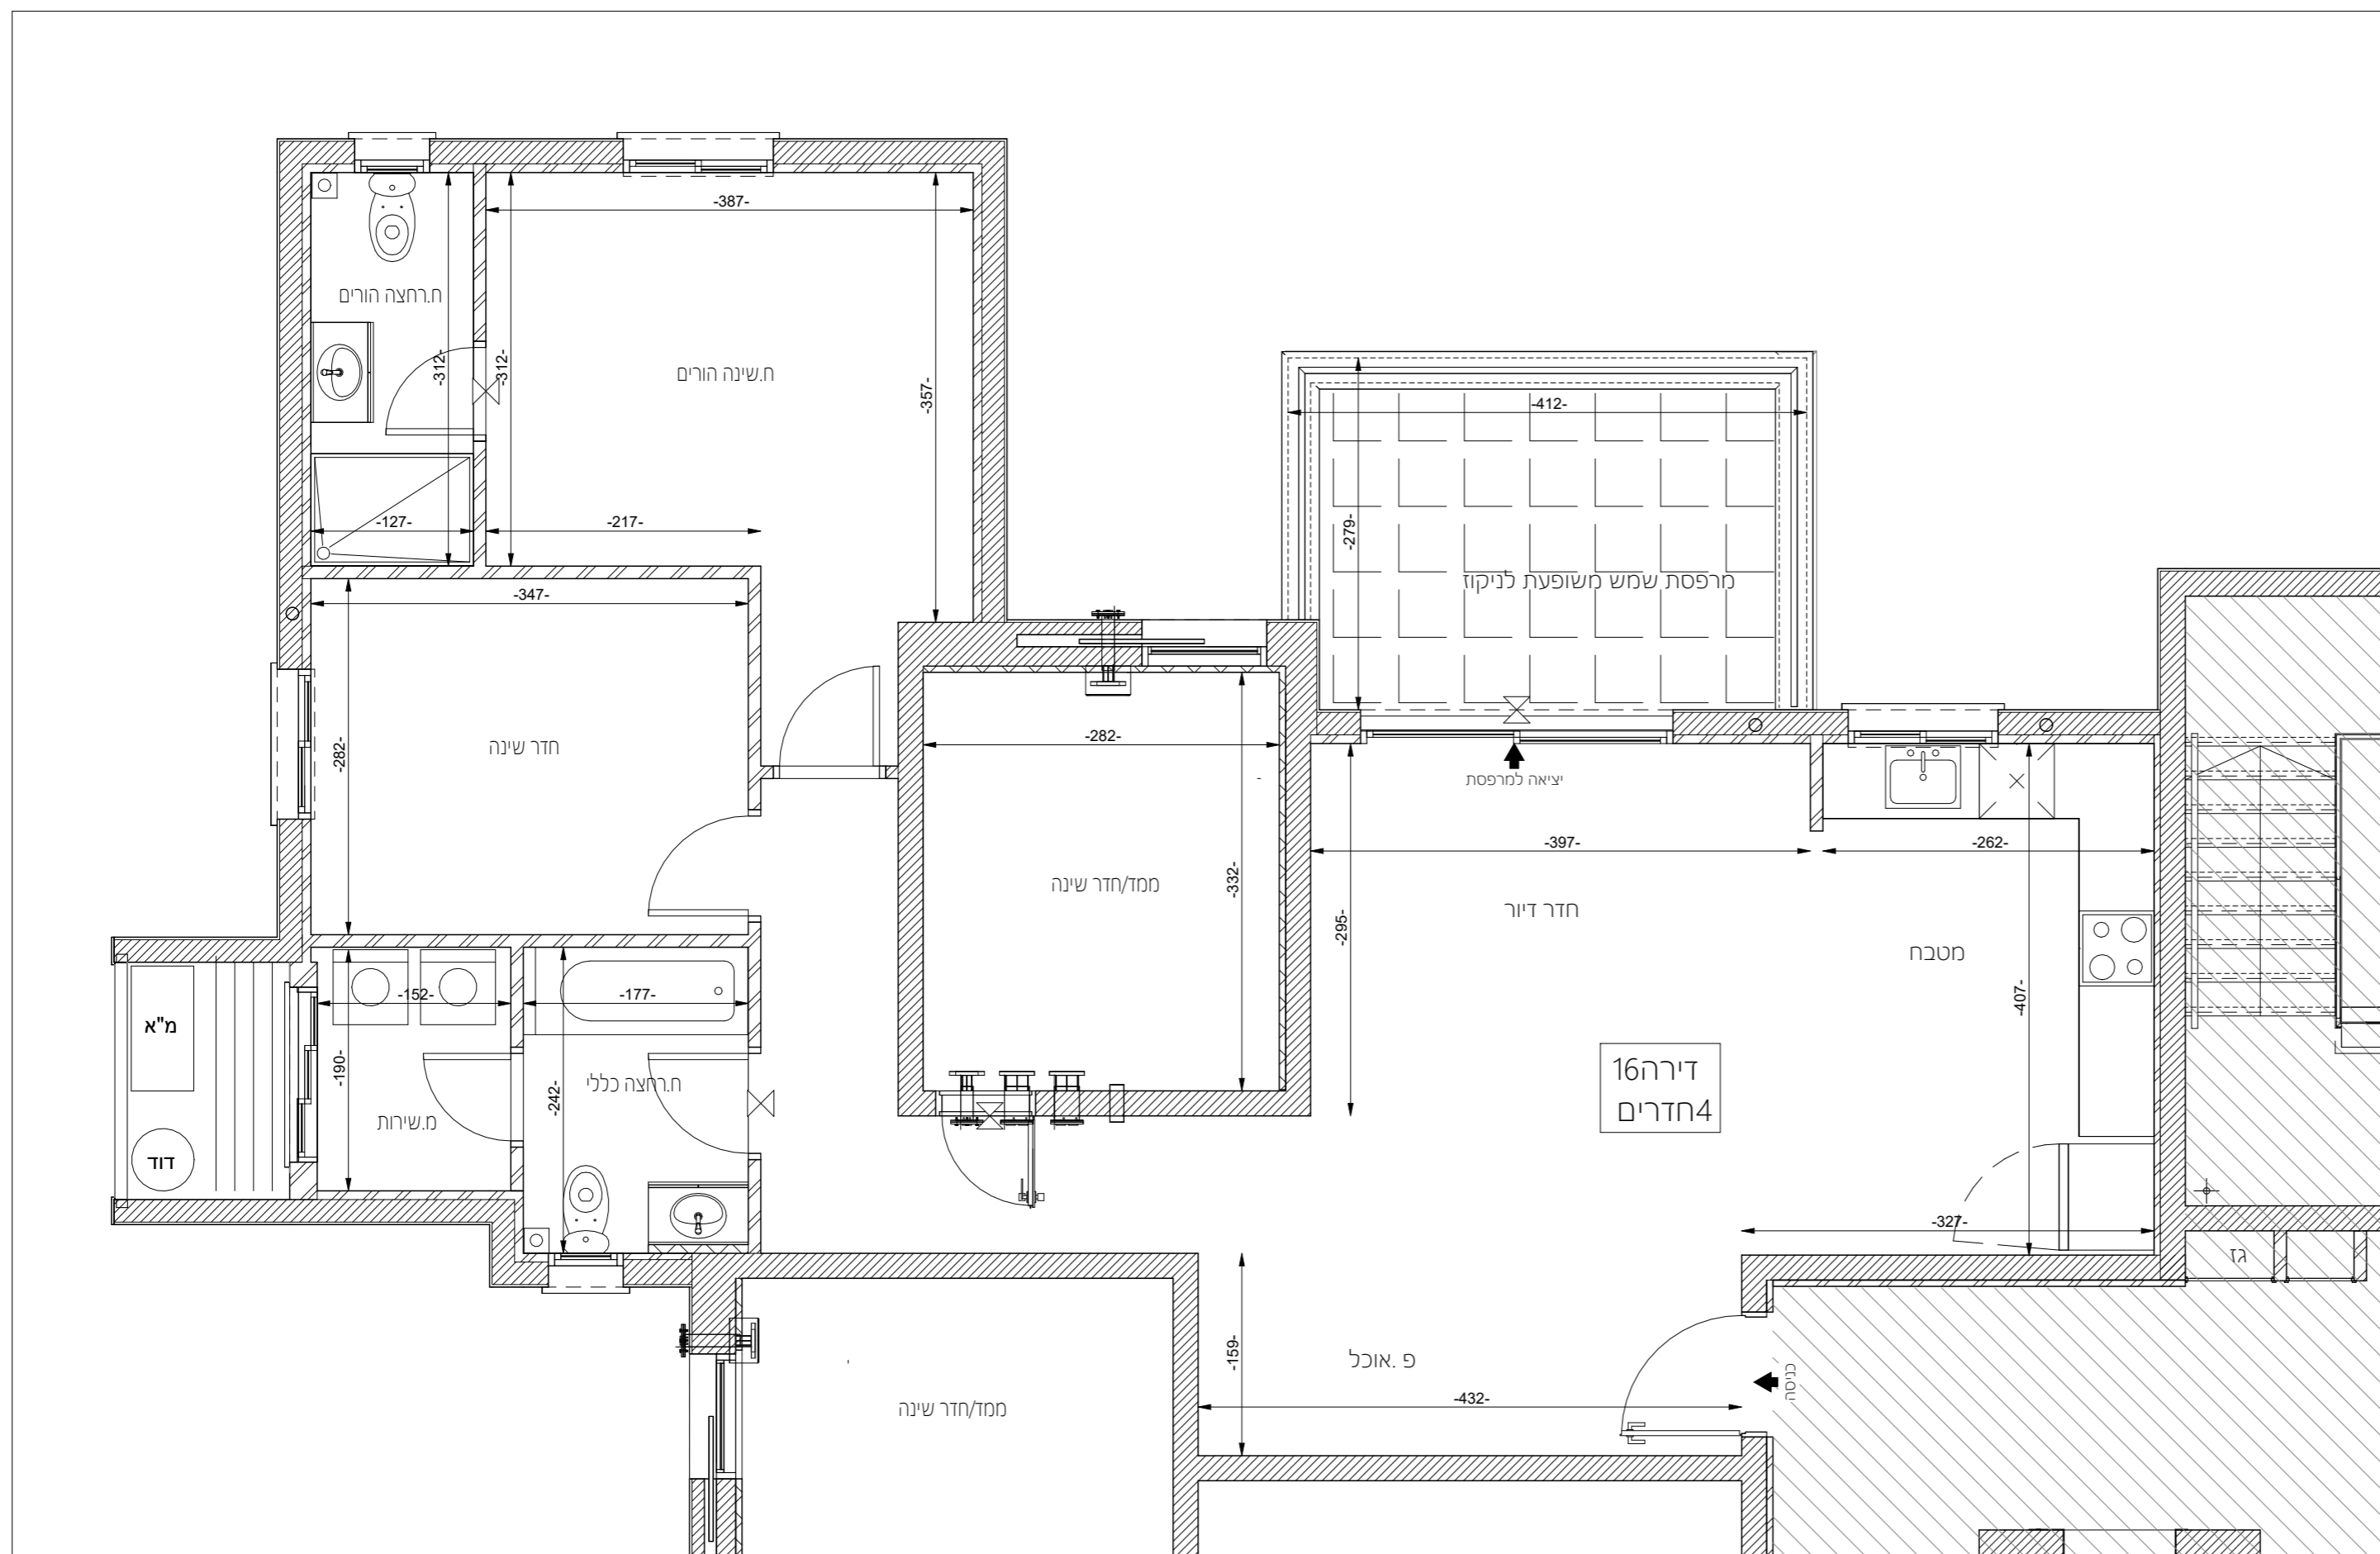 -387-
ח.רחצה הורים
-312-
-312-
ח.שינה הורים
-357-
-412-
-279-
-127-
-217-
מרפסת שמש משופעת לניקוז
-347-
-282-
חדר שינה
-282-
יציאה למרפסת
-397-
-262-
-332-
ממד/חדר שינה
-295-
חדר דיור
מטבח
-152-
-177-
-407-
מ"א
-190-
-242-
ח.רחצה כללי
מ.שירות
דוד
דירה16
4חדרים
-327-
גז
-159-
פ .אוכל
כניסה
-432-
ממד/חדר שינה